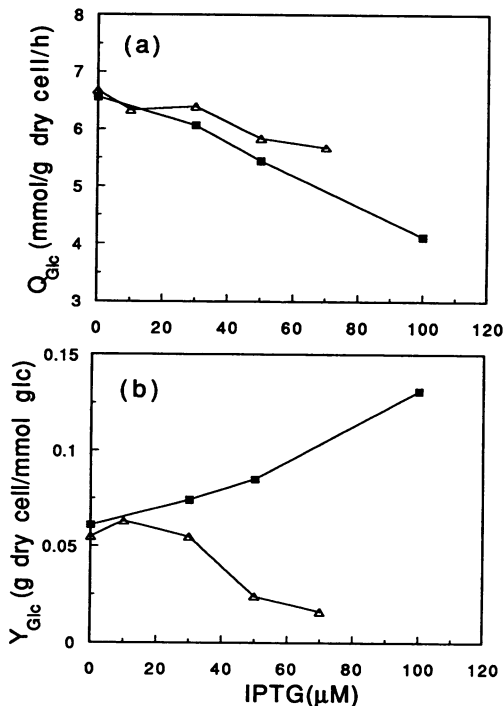 (a)
Q_Glc (mmol/g dry cell/h)
8
7
6
5
4
3
0 20 40 60 80 100 120
(b)
Y_Glc (g dry cell/mmol glc)
0.15
0.1
0.05
0
0 20 40 60 80 100 120
IPTG(μM)